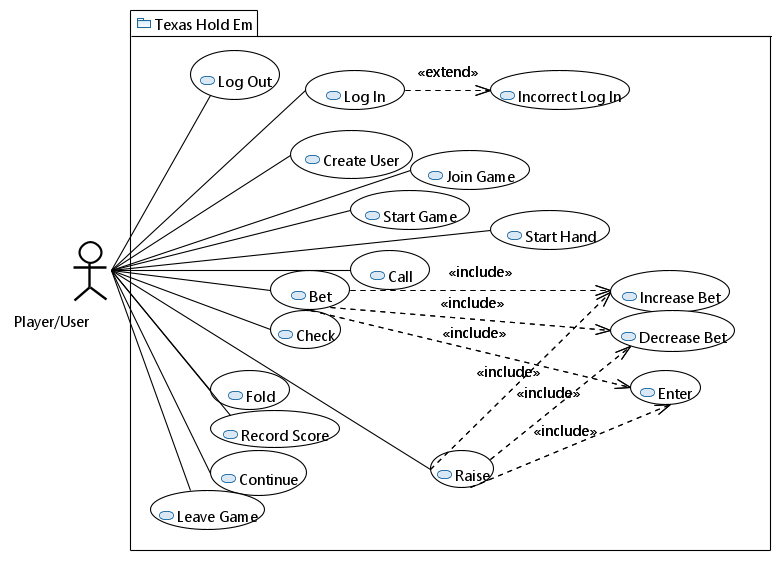 Texas Hold Em
Log Out
«extend»
Log In
Incorrect Log In
Create User
Join Game
Start Game
Start Hand
Call
«include»
Bet
Increase Bet
«include»
Player/User
Check
«include»
Decrease Bet
«include»
Fold
«include»
Enter
Record Score
«include»
Continue
Raise
Leave Game